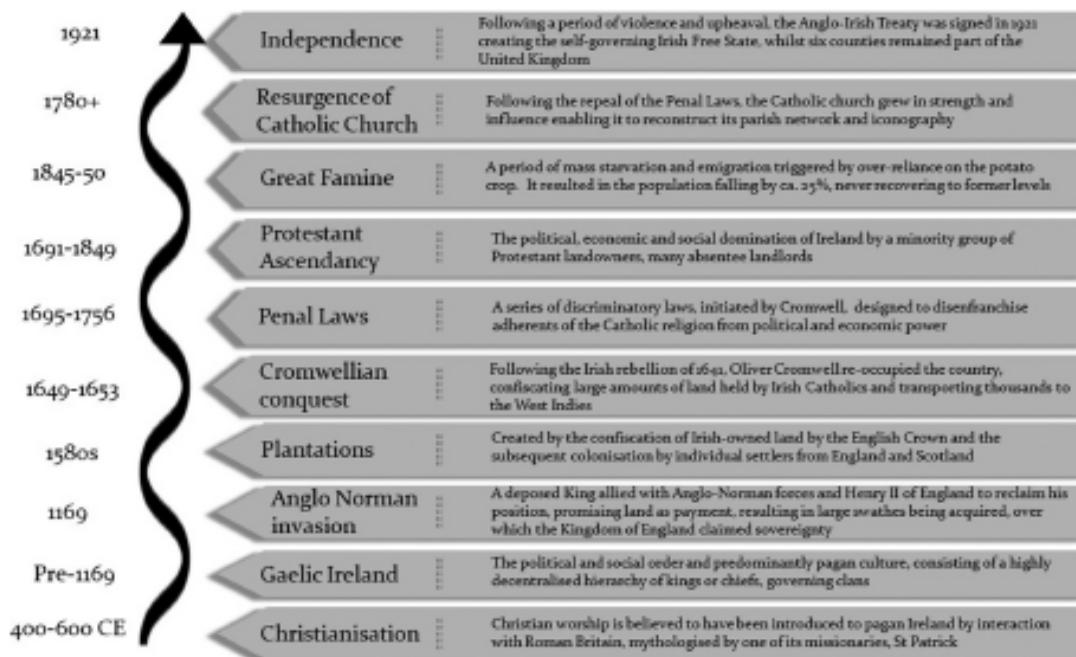 1921
Independence
Following a period of violence and upheaval, the Anglo-Irish Treaty was signed in 1921
creating the self-governing Irish Free State, whilst six counties remained part of the
United Kingdom
1780+
Resurgence of
Catholic Church
Following the repeal of the Penal Laws, the Catholic church grew in strength and
influence enabling it to reconstruct its parish network and iconography
1845-50
Great Famine
A period of mass starvation and emigration triggered by over-reliance on the potato
crop. It resulted in the population falling by ca. 25%, never recovering to former levels
1691-1849
Protestant
Ascendancy
The political, economic and social domination of Ireland by a minority group of
Protestant landowners, many absentee landlords
1695-1756
Penal Laws
A series of discriminatory laws, initiated by Cromwell, designed to disenfranchise
adherents of the Catholic religion from political and economic power
1649-1653
Cromwellian
conquest
Following the Irish rebellion of 1641, Oliver Cromwell re-occupied the country,
confiscating large amounts of land held by Irish Catholics and transporting thousands to
the West Indies
1580s
Plantations
Created by the confiscation of Irish-owned land by the English Crown and the
subsequent colonisation by individual settlers from England and Scotland
1169
Anglo Norman
invasion
A deposed King allied with Anglo-Norman forces and Henry II of England to reclaim his
position, promising land as payment, resulting in large swathes being acquired, over
which the Kingdom of England claimed sovereignty
Pre-1169
Gaelic Ireland
The political and social order and predominantly pagan culture, consisting of a highly
decentralised hierarchy of kings or chiefs, governing clans
400-600 CE
Christianisation
Christian worship is believed to have been introduced to pagan Ireland by interaction
with Roman Britain, mythologised by one of its missionaries, St Patrick